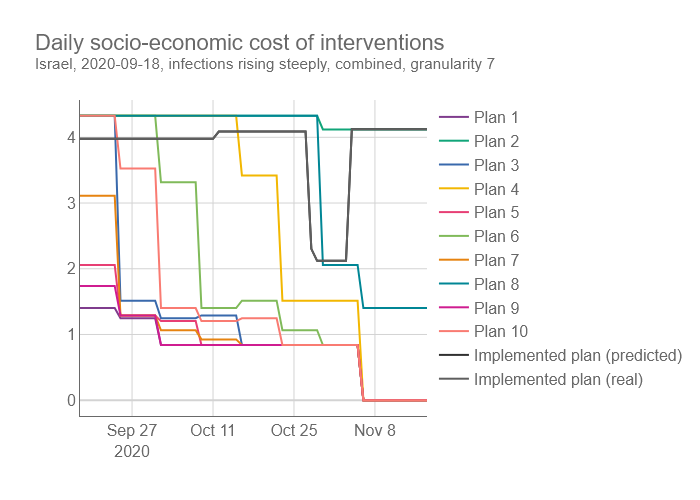 Daily socio-economic cost of interventions
Israel, 2020-09-18, infections rising steeply, combined, granularity 7
4
3
2
1
0
Sep 27
2020
Oct 11
Oct 25
Nov 8
Plan 1
Plan 2
Plan 3
Plan 4
Plan 5
Plan 6
Plan 7
Plan 8
Plan 9
Plan 10
Implemented plan (predicted)
Implemented plan (real)